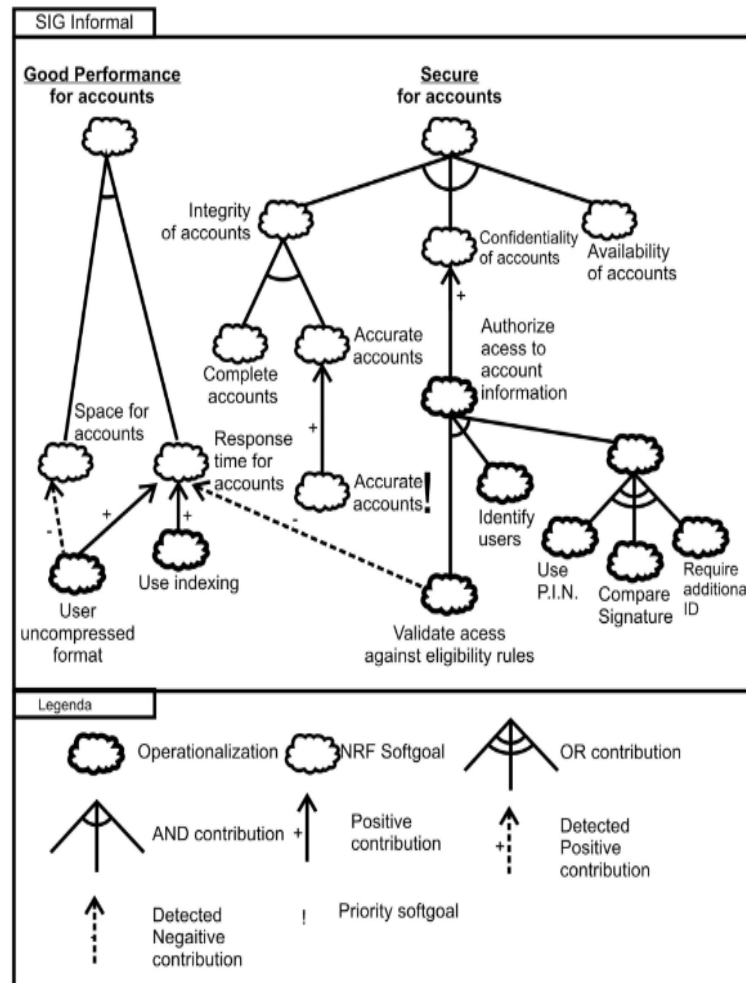 SIG Informal
Good Performance
for accounts
Secure
for accounts
Integrity
of accounts
Confidentiality
of accounts
Availability
of accounts
+
Authorize
acess to
account
information
Complete
accounts
Accurate
accounts
+
Space for
accounts
Response
time for
accounts
Accurate
accounts
!
Identify
users
-
+
+
-
User
uncompressed
format
Use indexing
Validate acess
against eligibility rules
Use
P.I.N.
Compare
Signature
Require
additiona
ID
Legenda
Operationalization
NRF Softgoal
OR contribution
AND contribution
+
Positive
contribution
+
Detected
Positive
contribution
-
Detected
Negaitive
contribution
!
Priority softgoal